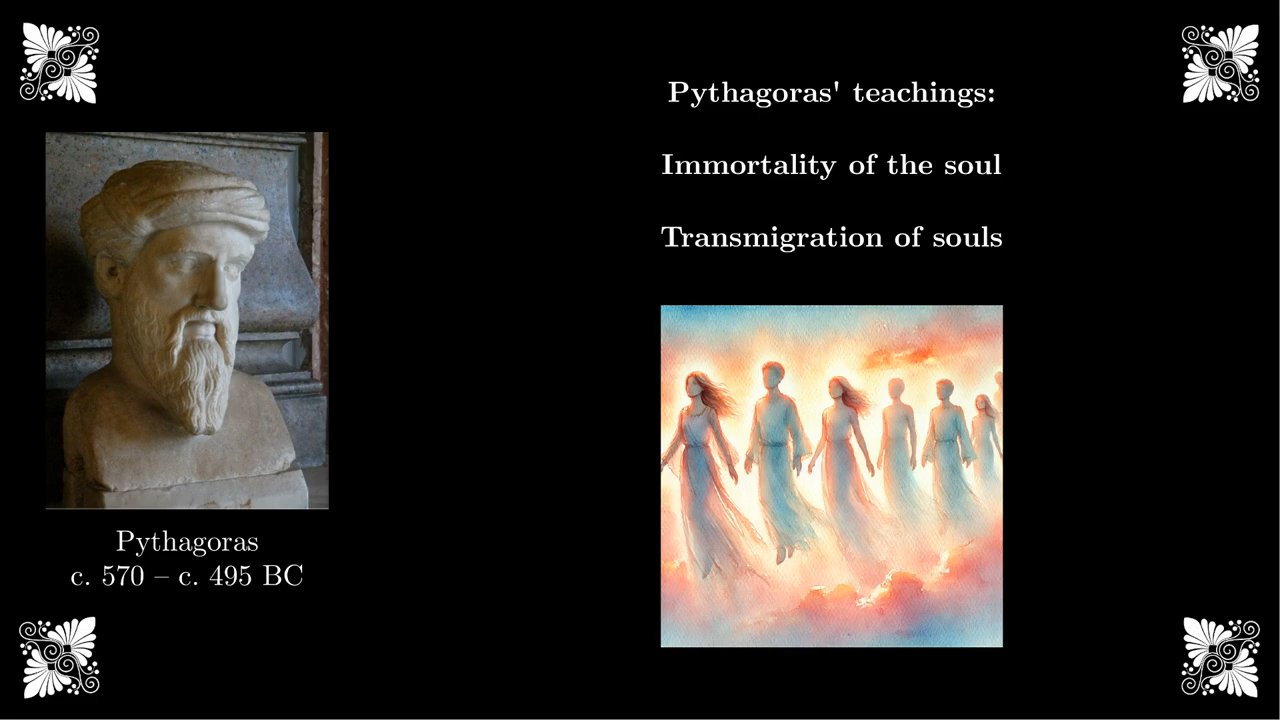 Pythagoras' teachings:
Immortality of the soul
Transmigration of souls
Pythagoras
c. 570 – c. 495 BC